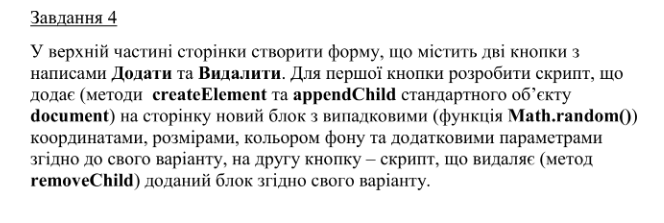 Завдання 4
У верхній частині сторінки створити форму, що містить дві кнопки з
написами Додати та Видалити. Для першої кнопки розробити скрипт, що
додає (методи createElement та appendChild стандартного об’єкту
document) на сторінку новий блок з випадковими (функція Math.random())
координатами, розмірами, кольором фону та додатковими параметрами
згідно до свого варіанту, на другу кнопку – скрипт, що видаляє (метод
removeChild) доданий блок згідно свого варіанту.